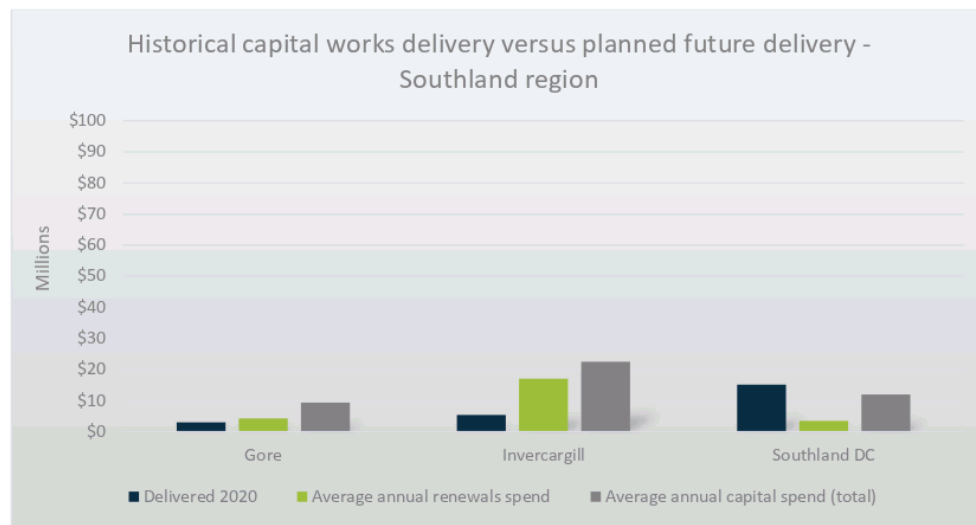 Historical capital works delivery versus planned future delivery -
Southland region
$100
$90
$80
$70
$60
$50
$40
$30
$20
$10
$0
Millions
Gore Invercargill Southland DC
Delivered 2020 Average annual renewals spend Average annual capital spend (total)